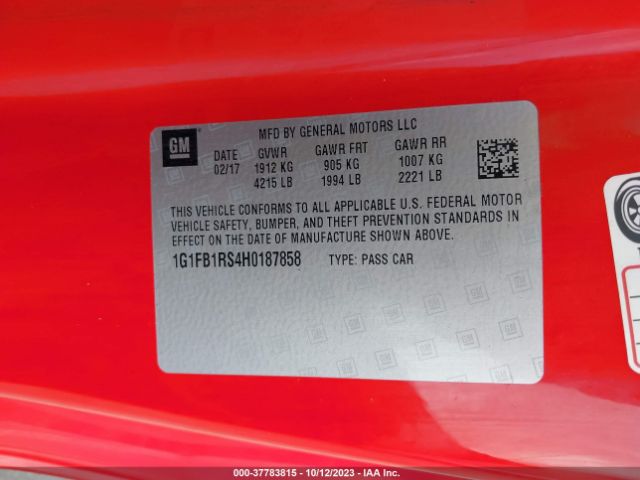 GM
MFD BY GENERAL MOTORS LLC
DATE GVWR GAWR FRT GAWR RR
02/17 1912 KG 905 KG 1007 KG
4215 LB 1994 LB 2221 LB
THIS VEHICLE CONFORMS TO ALL APPLICABLE U.S. FEDERAL MOTOR
VEHICLE SAFETY, BUMPER, AND THEFT PREVENTION STANDARDS IN
EFFECT ON THE DATE OF MANUFACTURE SHOWN ABOVE.
1G1FB1RS4H0187858 TYPE: PASS CAR
000-37783815 - 10/12/2023 - IAA Inc.